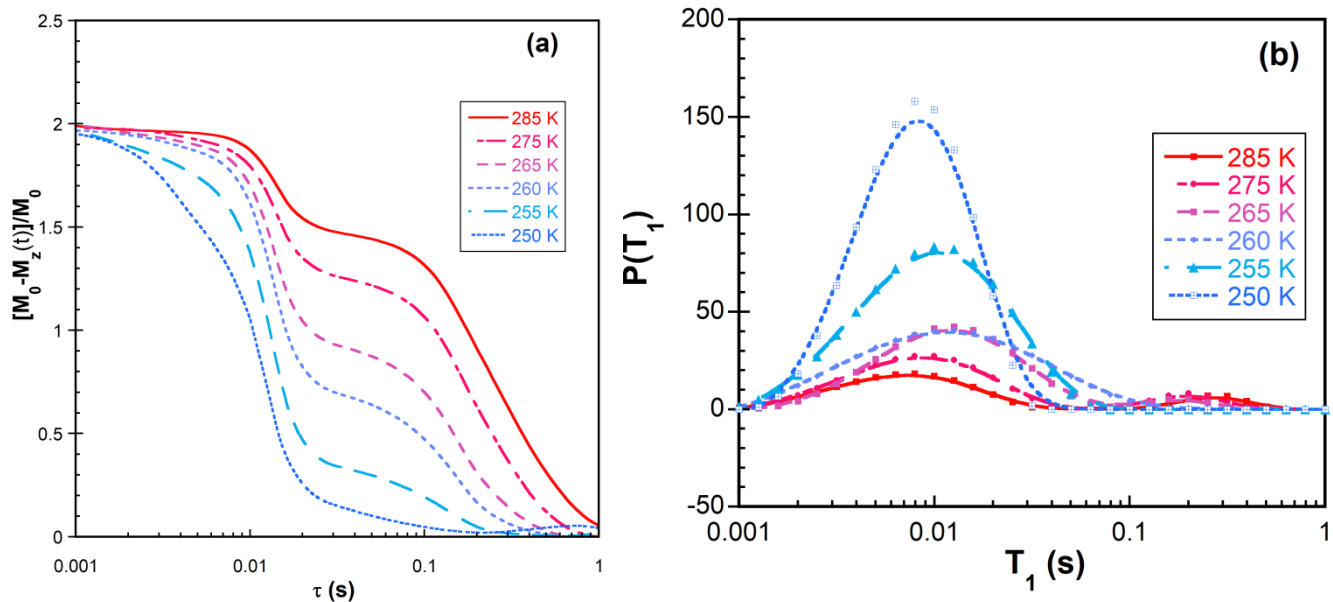 (a)
[M0-Mz(t)]/M0
2.5
2
1.5
1
0.5
0
285 K
275 K
265 K
260 K
255 K
250 K
0.001
0.01
0.1
1
τ (s)
(b)
P(T1)
200
150
100
50
0
-50
285 K
275 K
265 K
260 K
255 K
250 K
0.001
0.01
0.1
1
T1 (s)